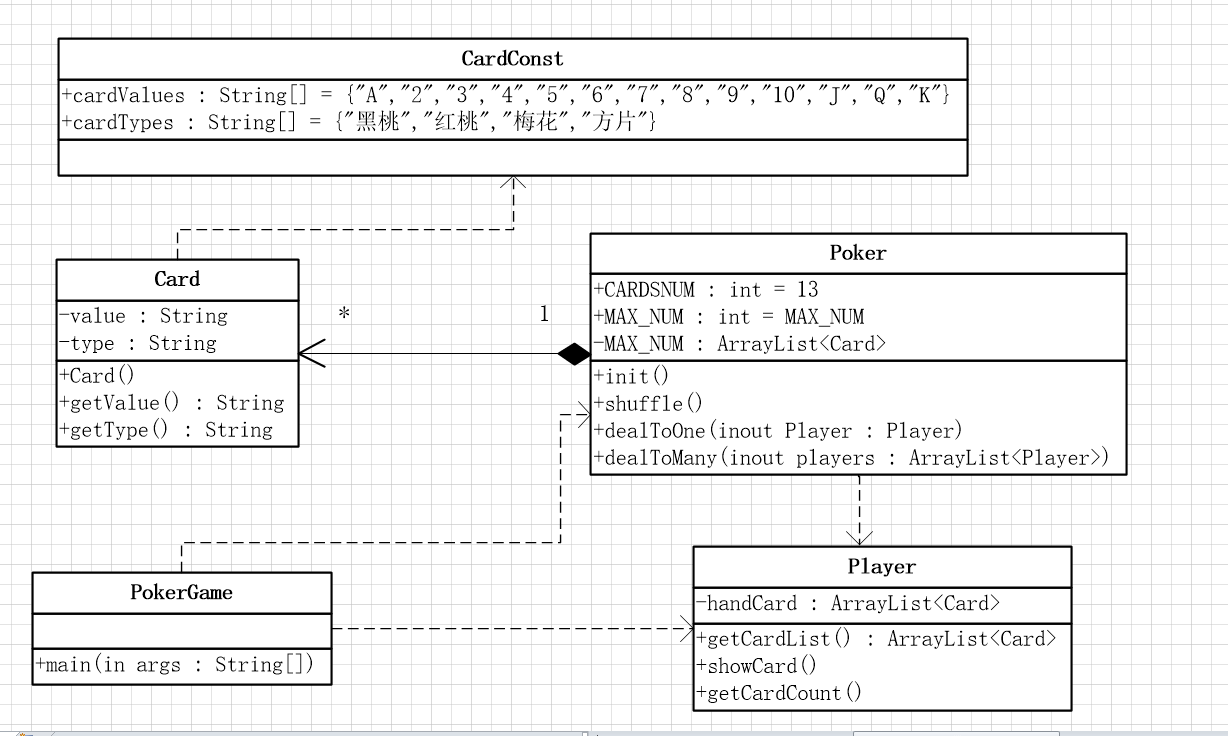 CardConst
+cardValues : String[] = {"A","2","3","4","5","6","7","8","9","10","J","Q","K"}
+cardTypes : String[] = {"黑桃","红桃","梅花","方片"}
Card
-value : String
-type : String
+Card()
+getValue() : String
+getType() : String
*
1
Poker
+CARDSNUM : int = 13
+MAX_NUM : int = MAX_NUM
-MAX_NUM : ArrayList<Card>
+init()
+shuffle()
+dealToOne(inout Player : Player)
+dealToMany(inout players : ArrayList<Player>)
PokerGame
+main(in args : String[])
Player
-handCard : ArrayList<Card>
+getCardList() : ArrayList<Card>
+showCard()
+getCardCount()